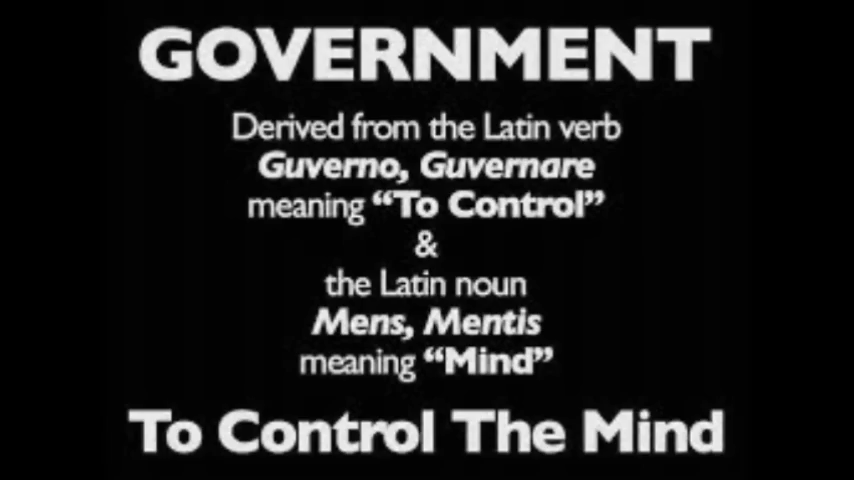 GOVERNMENT
Derived from the Latin verb
Guverno, Guvernare
meaning “To Control”
&
the Latin noun
Mens, Mentis
meaning “Mind”
To Control The Mind